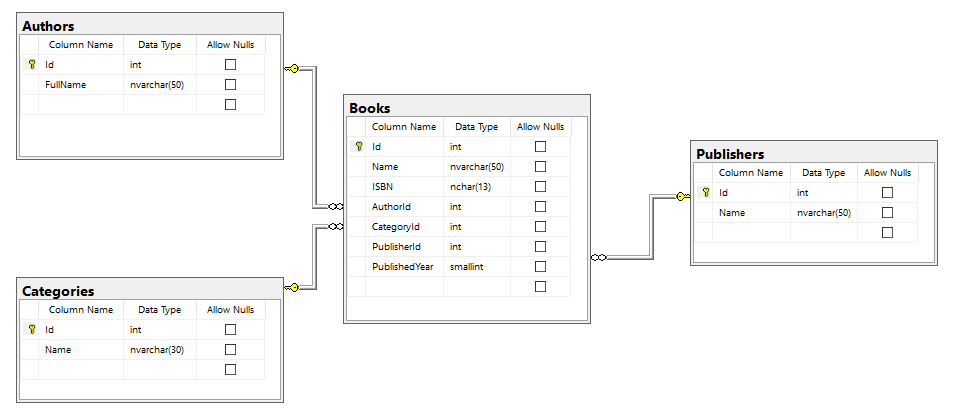 Authors
Column Name Data Type Allow Nulls
Id int
FullName nvarchar(50)
Books
Column Name Data Type Allow Nulls
Id int
Name nvarchar(50)
ISBN nchar(13)
AuthorId int
CategoryId int
PublisherId int
PublishedYear smallint
Publishers
Column Name Data Type Allow Nulls
Id int
Name nvarchar(50)
Categories
Column Name Data Type Allow Nulls
Id int
Name nvarchar(30)